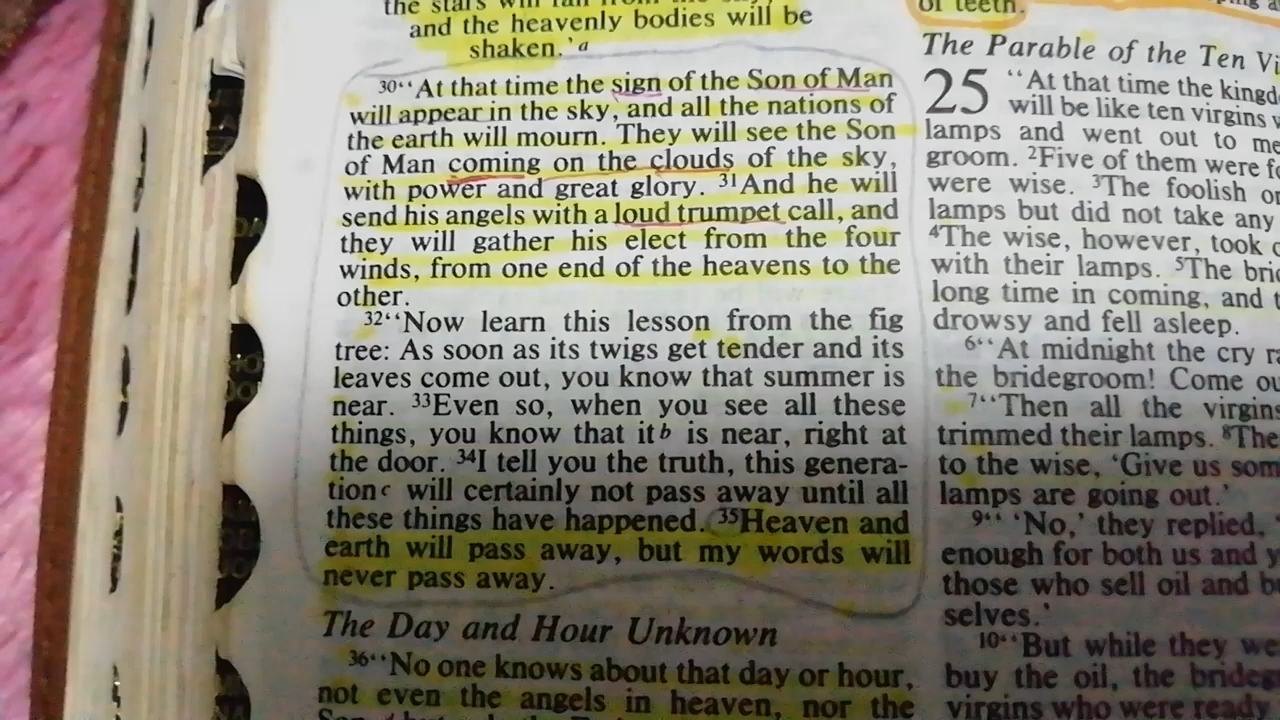 and the heavenly bodies will be
shaken.'a
30"At that time the sign of the Son of Man
will appear in the sky, and all the nations of
the earth will mourn. They will see the Son
of Man coming on the clouds of the sky,
with power and great glory. 31And he will
send his angels with a loud trumpet call, and
they will gather his elect from the four
winds, from one end of the heavens to the
other.
32"Now learn this lesson from the fig
tree: As soon as its twigs get tender and its
leaves come out, you know that summer is
near. 33Even so, when you see all these
things, you know that itb is near, right at
the door. 34I tell you the truth, this genera-
tionc will certainly not pass away until all
these things have happened. 35Heaven and
earth will pass away, but my words will
never pass away.
The Day and Hour Unknown
36"No one knows about that day or hour,
not even the angels in heaven, nor the
of teeth.
The Parable of the Ten
25 "At that time the
will be like ten virgins
lamps and went out to
groom. 2Five of them were
were wise. 3The foolish
lamps but did not take any
4The wise, however, took
with their lamps. 5The
long time in coming, and
drowsy and fell asleep.
6"At midnight the cry
the bridegroom! Come
7"Then all the virgins
trimmed their lamps. 8The
to the wise, 'Give us
lamps are going out.'
9" 'No,' they replied,
enough for both us and
those who sell oil and
selves.'
10"But while they
buy the oil, the
virgins who were ready